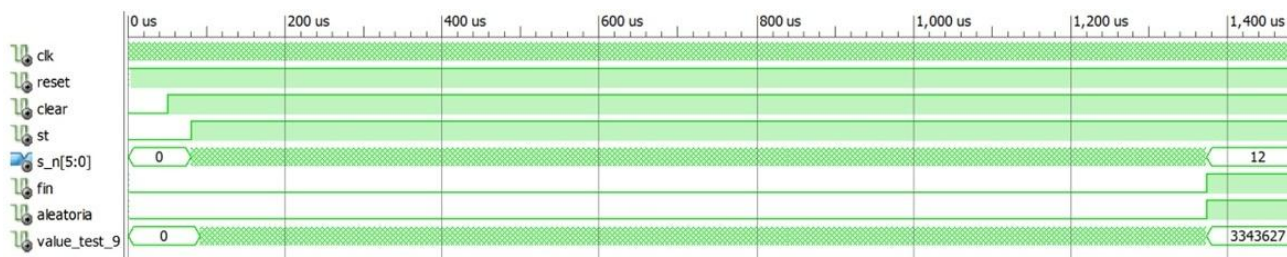 0 us 200 us 400 us 600 us 800 us 1,000 us 1,200 us 1,400 us
clk
reset
clear
st
s_n[5:0] 0 12
fin
aleatoria
value_test_9 0 3343627